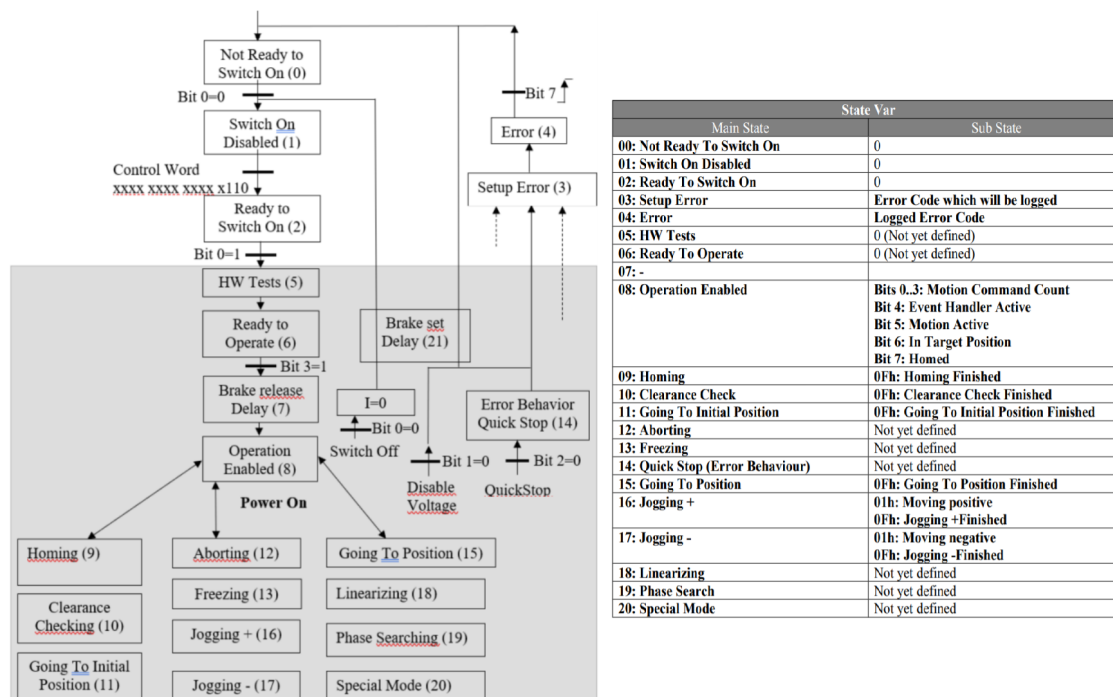 Not Ready to
Switch On (0)
Bit 0=0
Switch On
Disabled (1)
Control Word
xxxx xxxx xxxx x110
Ready to
Switch On (2)
Bit 0=1
HW Tests (5)
Ready to
Operate (6)
Bit 3=1
Brake release
Delay (7)
Operation
Enabled (8)
Power On
Bit 7
Error (4)
Setup Error (3)
Brake set
Delay (21)
I=0
Bit 0=0
Switch Off
Error Behavior
Quick Stop (14)
Bit 1=0
Bit 2=0
Disable
Voltage
QuickStop
Homing (9)
Clearance
Checking (10)
Going To Initial
Position (11)
Aborting (12)
Freezing (13)
Jogging + (16)
Jogging - (17)
Going To Position (15)
Linearizing (18)
Phase Searching (19)
Special Mode (20)
State Var
Main State Sub State
00: Not Ready To Switch On 0
01: Switch On Disabled 0
02: Ready To Switch On 0
03: Setup Error Error Code which will be logged
04: Error Logged Error Code
05: HW Tests 0 (Not yet defined)
06: Ready To Operate 0 (Not yet defined)
07: -
08: Operation Enabled Bits 0..3: Motion Command Count
Bit 4: Event Handler Active
Bit 5: Motion Active
Bit 6: In Target Position
Bit 7: Homed
09: Homing 0Fh: Homing Finished
10: Clearance Check 0Fh: Clearance Check Finished
11: Going To Initial Position 0Fh: Going To Initial Position Finished
12: Aborting Not yet defined
13: Freezing Not yet defined
14: Quick Stop (Error Behaviour) Not yet defined
15: Going To Position 0Fh: Going To Position Finished
16: Jogging + 01h: Moving positive
0Fh: Jogging +Finished
17: Jogging - 01h: Moving negative
0Fh: Jogging -Finished
18: Linearizing Not yet defined
19: Phase Search Not yet defined
20: Special Mode Not yet defined